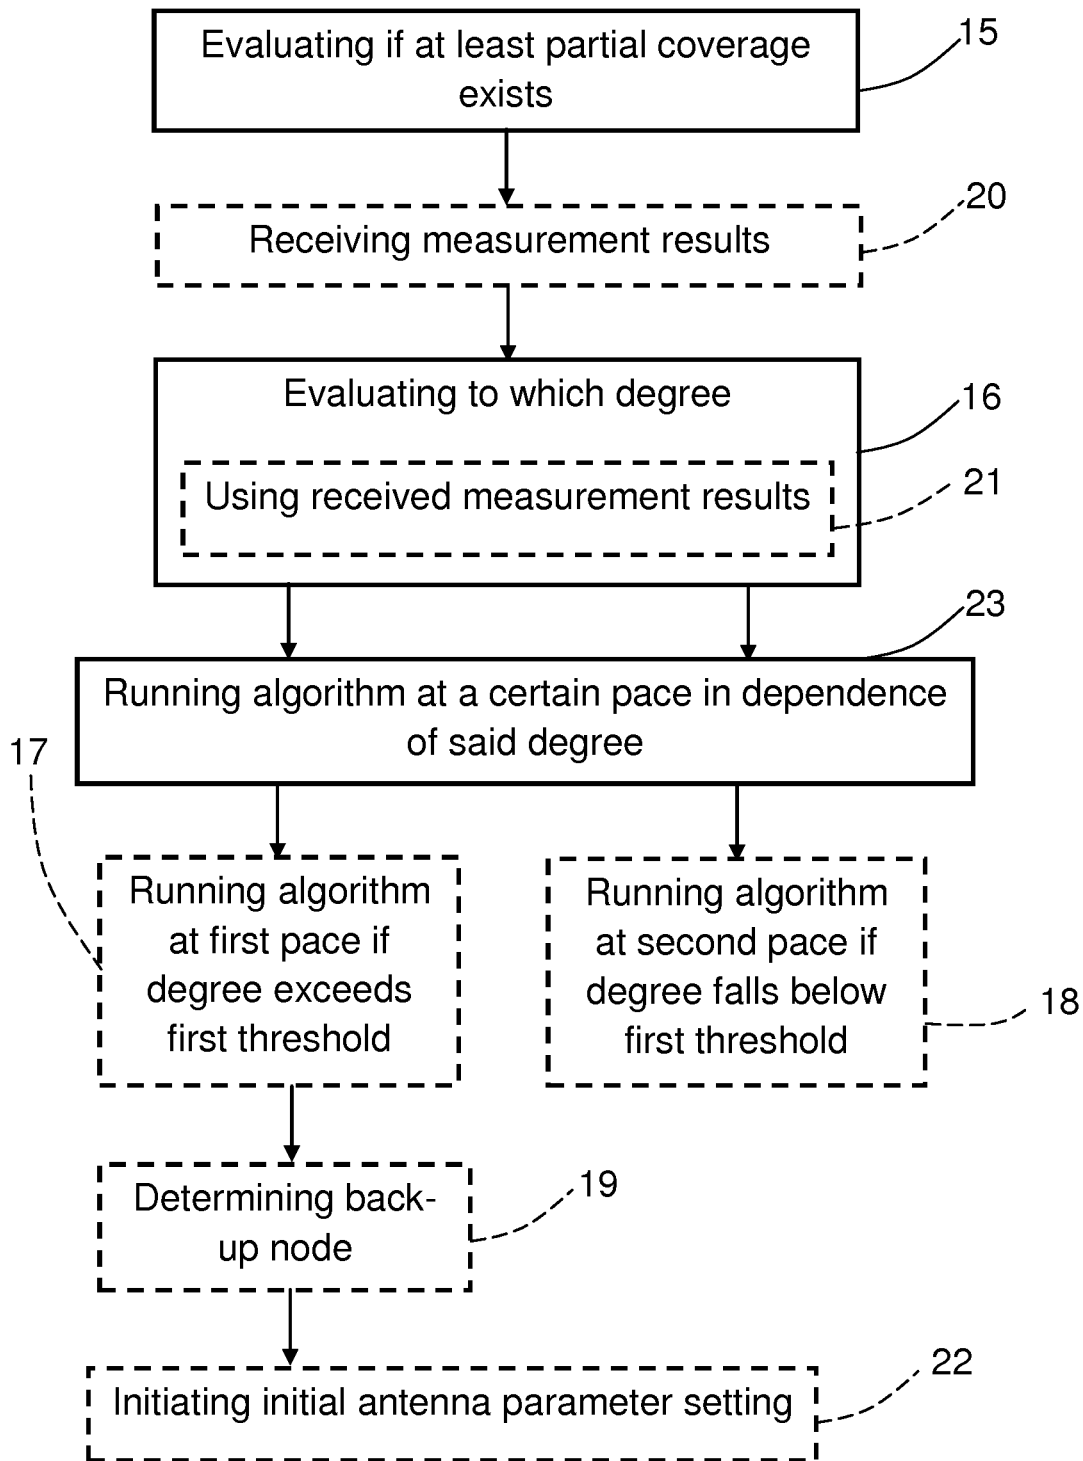 Evaluating if at least partial coverage
exists
15
Receiving measurement results
20
Evaluating to which degree
16
Using received measurement results
21
23
Running algorithm at a certain pace in dependence
of said degree
17
Running algorithm
at first pace if
degree exceeds
first threshold
Running algorithm
at second pace if
degree falls below
first threshold
18
Determining back-
up node
19
Initiating initial antenna parameter setting
22